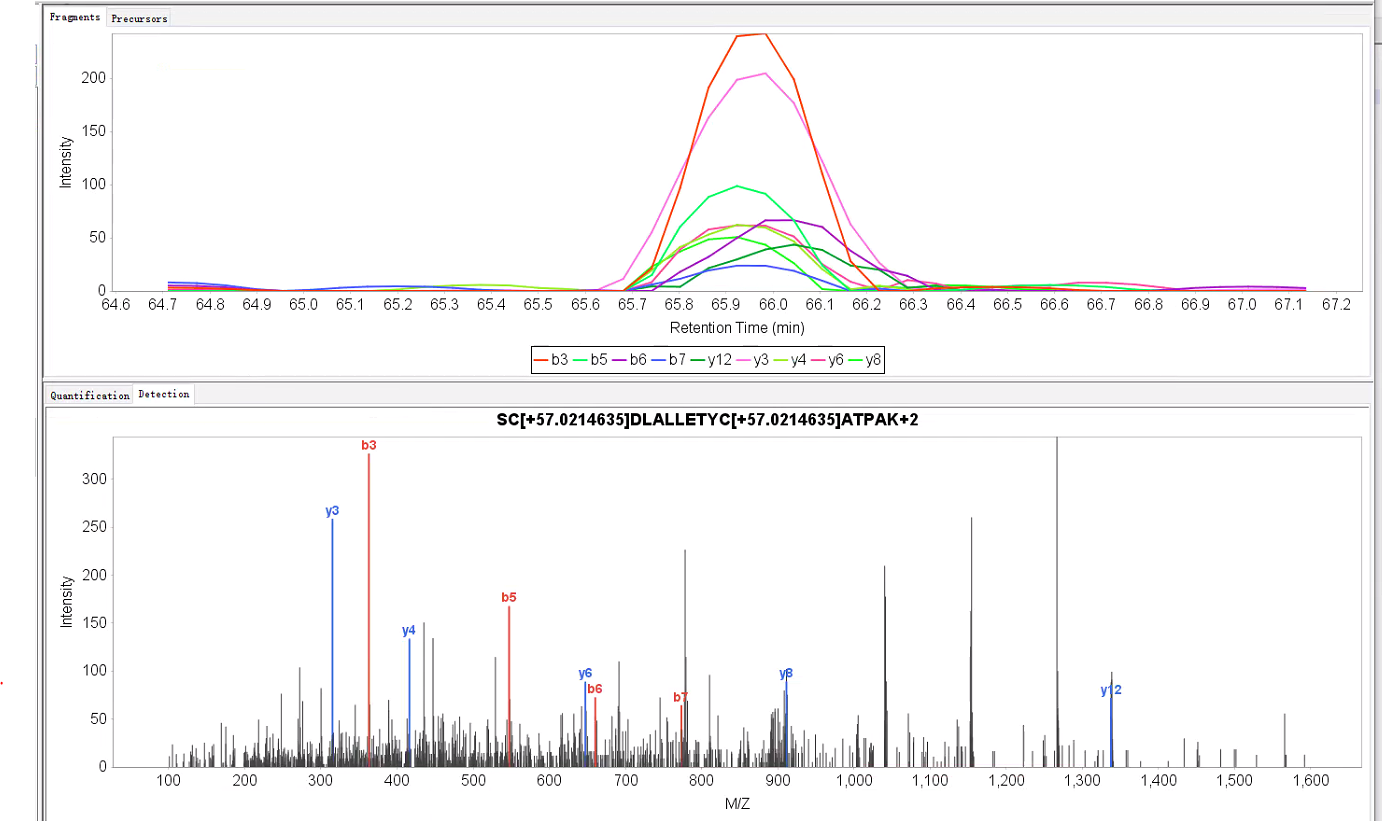 Fragments Precursors
200
150
100
50
0
Intensity
64.6 64.7 64.8 64.9 65.0 65.1 65.2 65.3 65.4 65.5 65.6 65.7 65.8 65.9 66.0 66.1 66.2 66.3 66.4 66.5 66.6 66.7 66.8 66.9 67.0 67.1 67.2
Retention Time (min)
b3 b5 b6 b7 y12 y3 y4 y6 y8
Quantification Detection
SC[+57.0214635]DLALLETYC[+57.0214635]ATPAK+2
300
250
200
150
100
50
0
Intensity
b3
y3
b5
y4
y6
b6
b7
y8
y12
100 200 300 400 500 600 700 800 900 1,000 1,100 1,200 1,300 1,400 1,500 1,600
M/Z